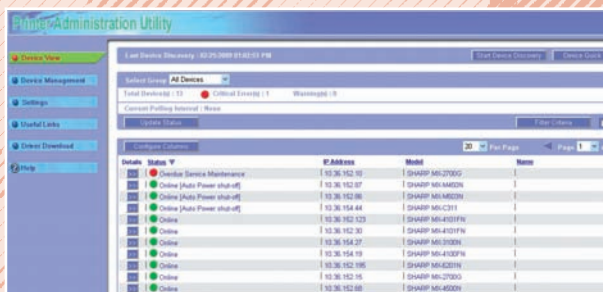 Printer Administration Utility
Device View
Last Device Discovery : 02-25-2009 01:02:53 PM
Start Device Discovery
Device Quick
Device Management
Select Group All Devices
Total Device(s) : 13 Critical Error(s) : 1 Warning(s) : 0
Settings
Current Polling Interval : None
Useful Links
Update Status
Filter Criteria
Driver Download
Configure Columns
20 Per Page
Page 1
Help
Details Status IP Address Model Name
Overdue Service Maintenance 10.36.152.10 SHARP MX-2700G
Online [Auto Power shut-off] 10.36.152.87 SHARP MX-M450N
Online [Auto Power shut-off] 10.36.152.86 SHARP MX-M503N
Online [Auto Power shut-off] 10.36.154.44 SHARP MX-C311
Online 10.36.152.123 SHARP MX-4101FN
Online 10.36.152.30 SHARP MX-4101FN
Online 10.36.154.27 SHARP MX-3100N
Online 10.36.154.19 SHARP MX-4100FN
Online 10.36.152.195 SHARP MX-6201N
Online 10.36.152.15 SHARP MX-2700G
Online 10.36.152.68 SHARP MX-4500N